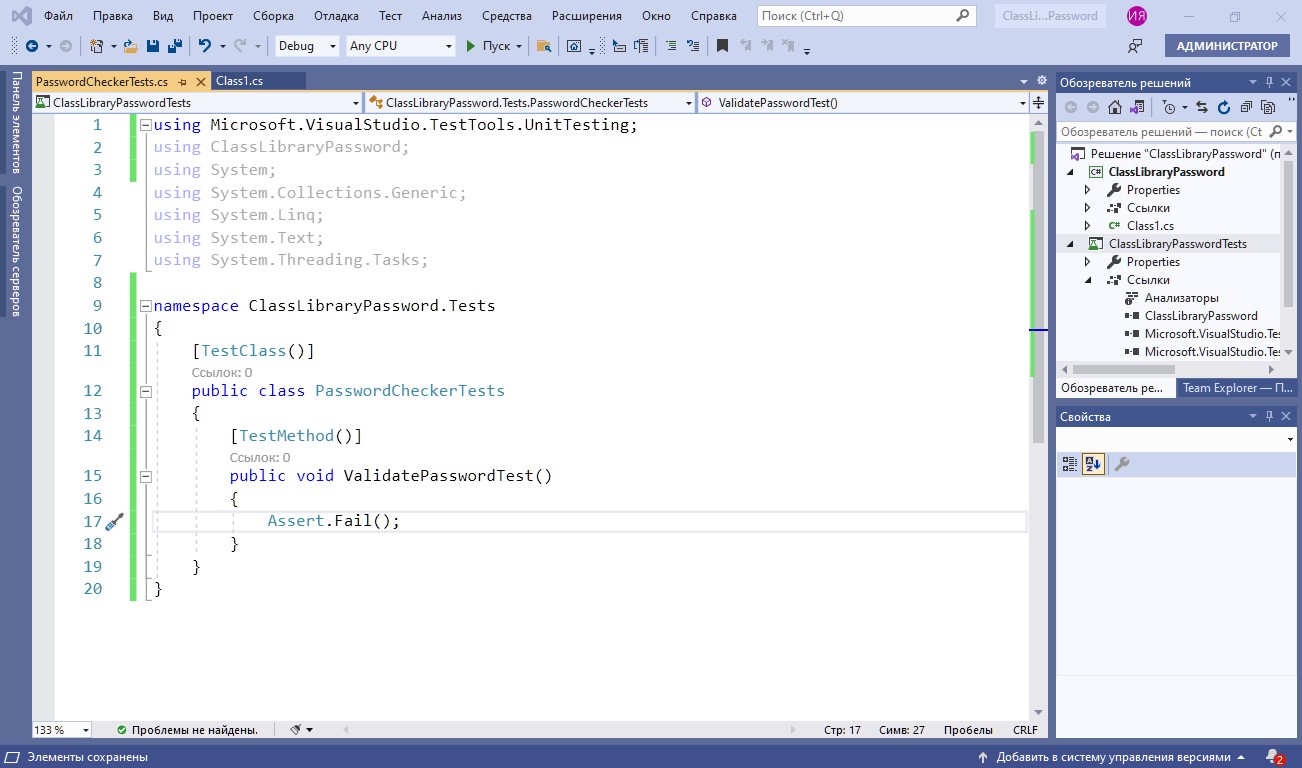 Файл Правка Вид Проект Сборка Отладка Тест Анализ Средства Расширения Окно Справка Поиск (Ctrl+Q) ClassLi...Password ИЯ
Debug Any CPU Пуск АДМИНИСТРАТОР
Панель элементов
Обозреватель серверов
PasswordCheckerTests.cs Class1.cs
ClassLibraryPasswordTests ClassLibraryPassword.Tests.PasswordCheckerTests ValidatePasswordTest()
1 using Microsoft.VisualStudio.TestTools.UnitTesting;
2 using ClassLibraryPassword;
3 using System;
4 using System.Collections.Generic;
5 using System.Linq;
6 using System.Text;
7 using System.Threading.Tasks;
8
9 namespace ClassLibraryPassword.Tests
10 {
11 [TestClass()]
Ссылок: 0
12 public class PasswordCheckerTests
13 {
14 [TestMethod()]
Ссылок: 0
15 public void ValidatePasswordTest()
16 {
17 Assert.Fail();
18 }
19 }
20 }
133 % Проблемы не найдены. Стр: 17 Симв: 27 Пробелы CRLF
Обозреватель решений
Обозреватель решений — поиск (Ct
Решение "ClassLibraryPassword" (п
C# ClassLibraryPassword
Properties
Ссылки
C# Class1.cs
ClassLibraryPasswordTests
Properties
Ссылки
Анализаторы
ClassLibraryPassword
Microsoft.VisualStudio.Te
Microsoft.VisualStudio.Te
Обозреватель ре... Team Explorer — П...
Свойства
Элементы сохранены Добавить в систему управления версиями 2